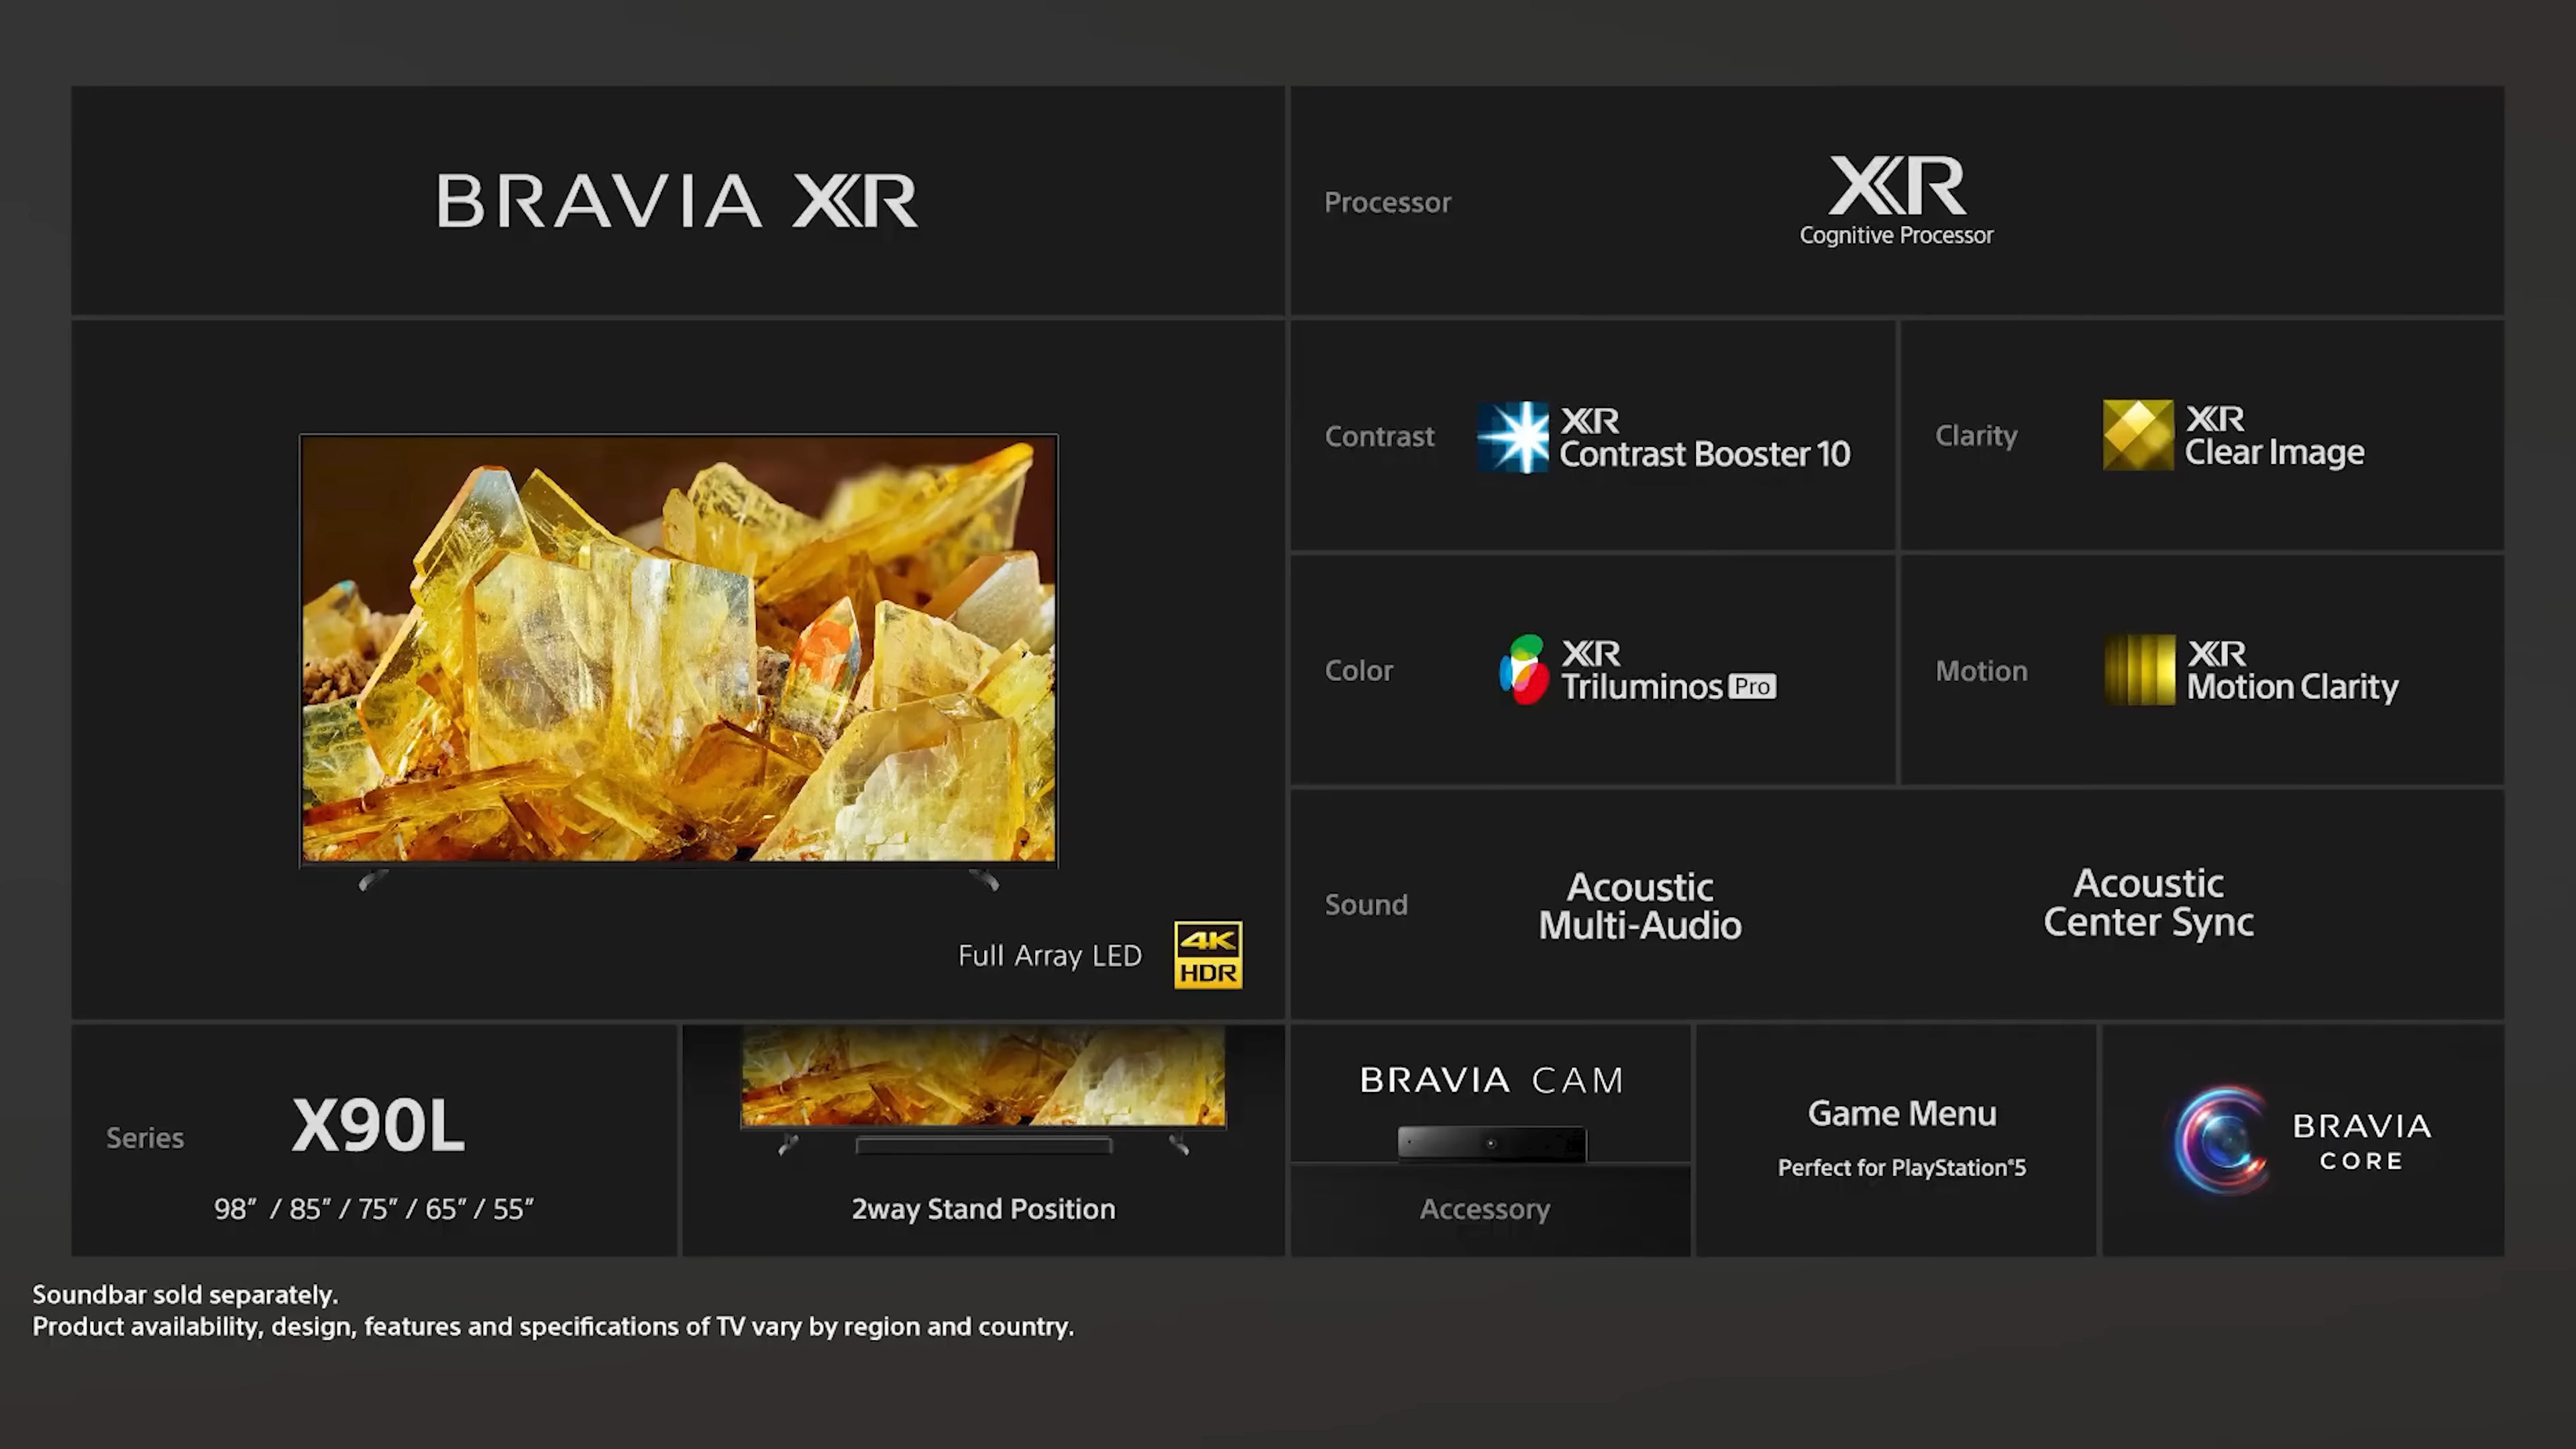 BRAVIA XR
Processor
XR
Cognitive Processor
Contrast
XR
Contrast Booster 10
Clarity
XR
Clear Image
Color
XR
Triluminos Pro
Motion
XR
Motion Clarity
Sound
Acoustic
Multi-Audio
Acoustic
Center Sync
Full Array LED
4K
HDR
Series
X90L
98” / 85” / 75” / 65” / 55”
2way Stand Position
BRAVIA CAM
Accessory
Game Menu
Perfect for PlayStation®5
BRAVIA
CORE
Soundbar sold separately.
Product availability, design, features and specifications of TV vary by region and country.